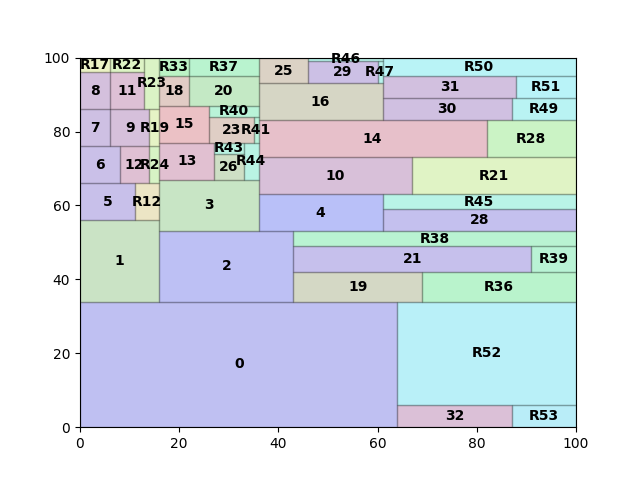 100
80
60
40
20
0
R17 R22 R33 R37 25 R46 R50
R23 29 R47
8 11 18 20 31 R51
16 30 R49
7 9 R19 15 R40
23 R41 14 R28
6 12 R24 13 R43
26 R44 10 R21
5 R12 3 4 R45
28
1 2 R38
21 R39
19 R36
0 R52
32 R53
0 20 40 60 80 100